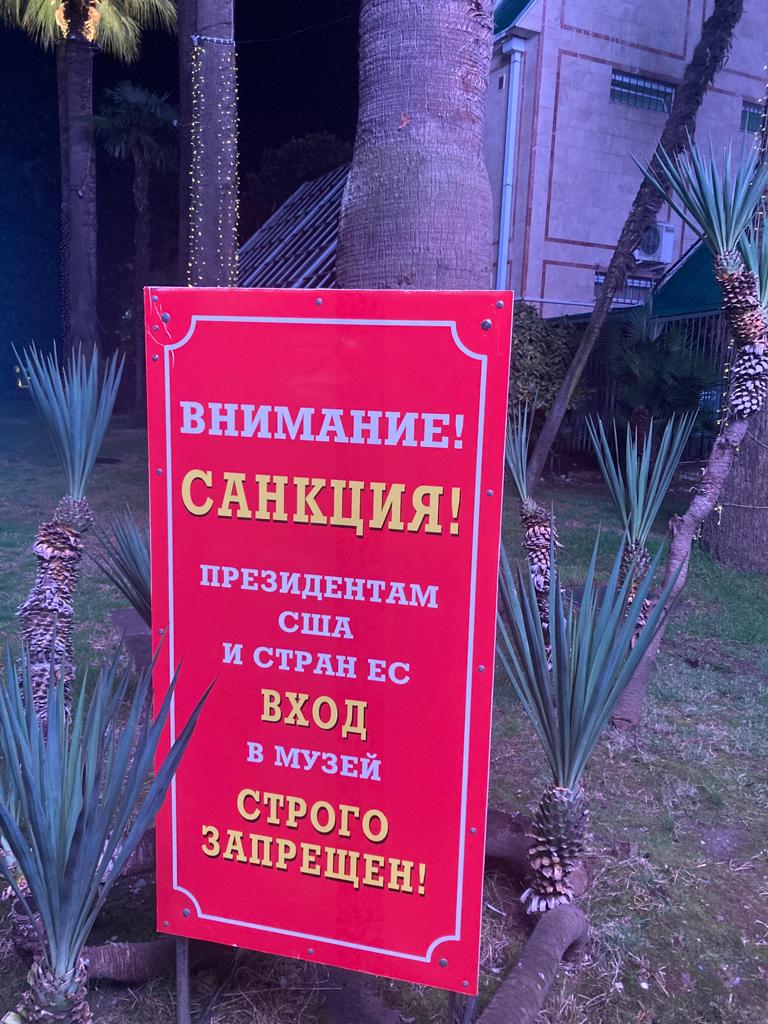 ВНИМАНИЕ!
САНКЦИЯ!
ПРЕЗИДЕНТАМ
США
И СТРАН ЕС
ВХОД
В МУЗЕЙ
СТРОГО
ЗАПРЕЩЕН!